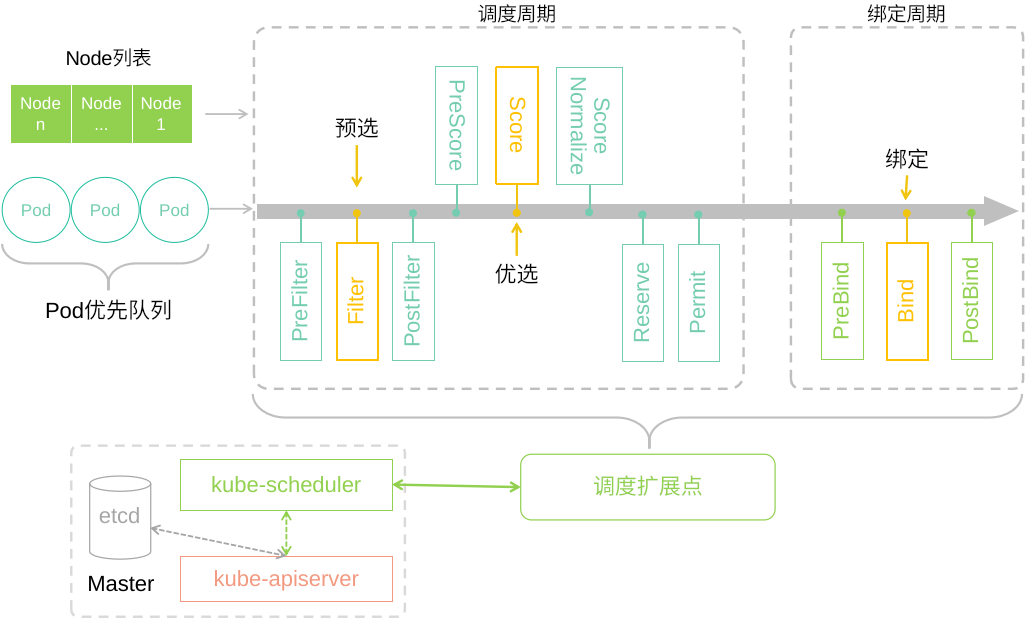 调度周期
绑定周期
Node列表
Node
n
Node
...
Node
1
Pod
Pod
Pod
Pod优先队列
预选
PreScore
Score
Score
Normalize
优选
绑定
PreFilter
Filter
PostFilter
Reserve
Permit
PreBind
Bind
PostBind
调度扩展点
kube-scheduler
etcd
kube-apiserver
Master